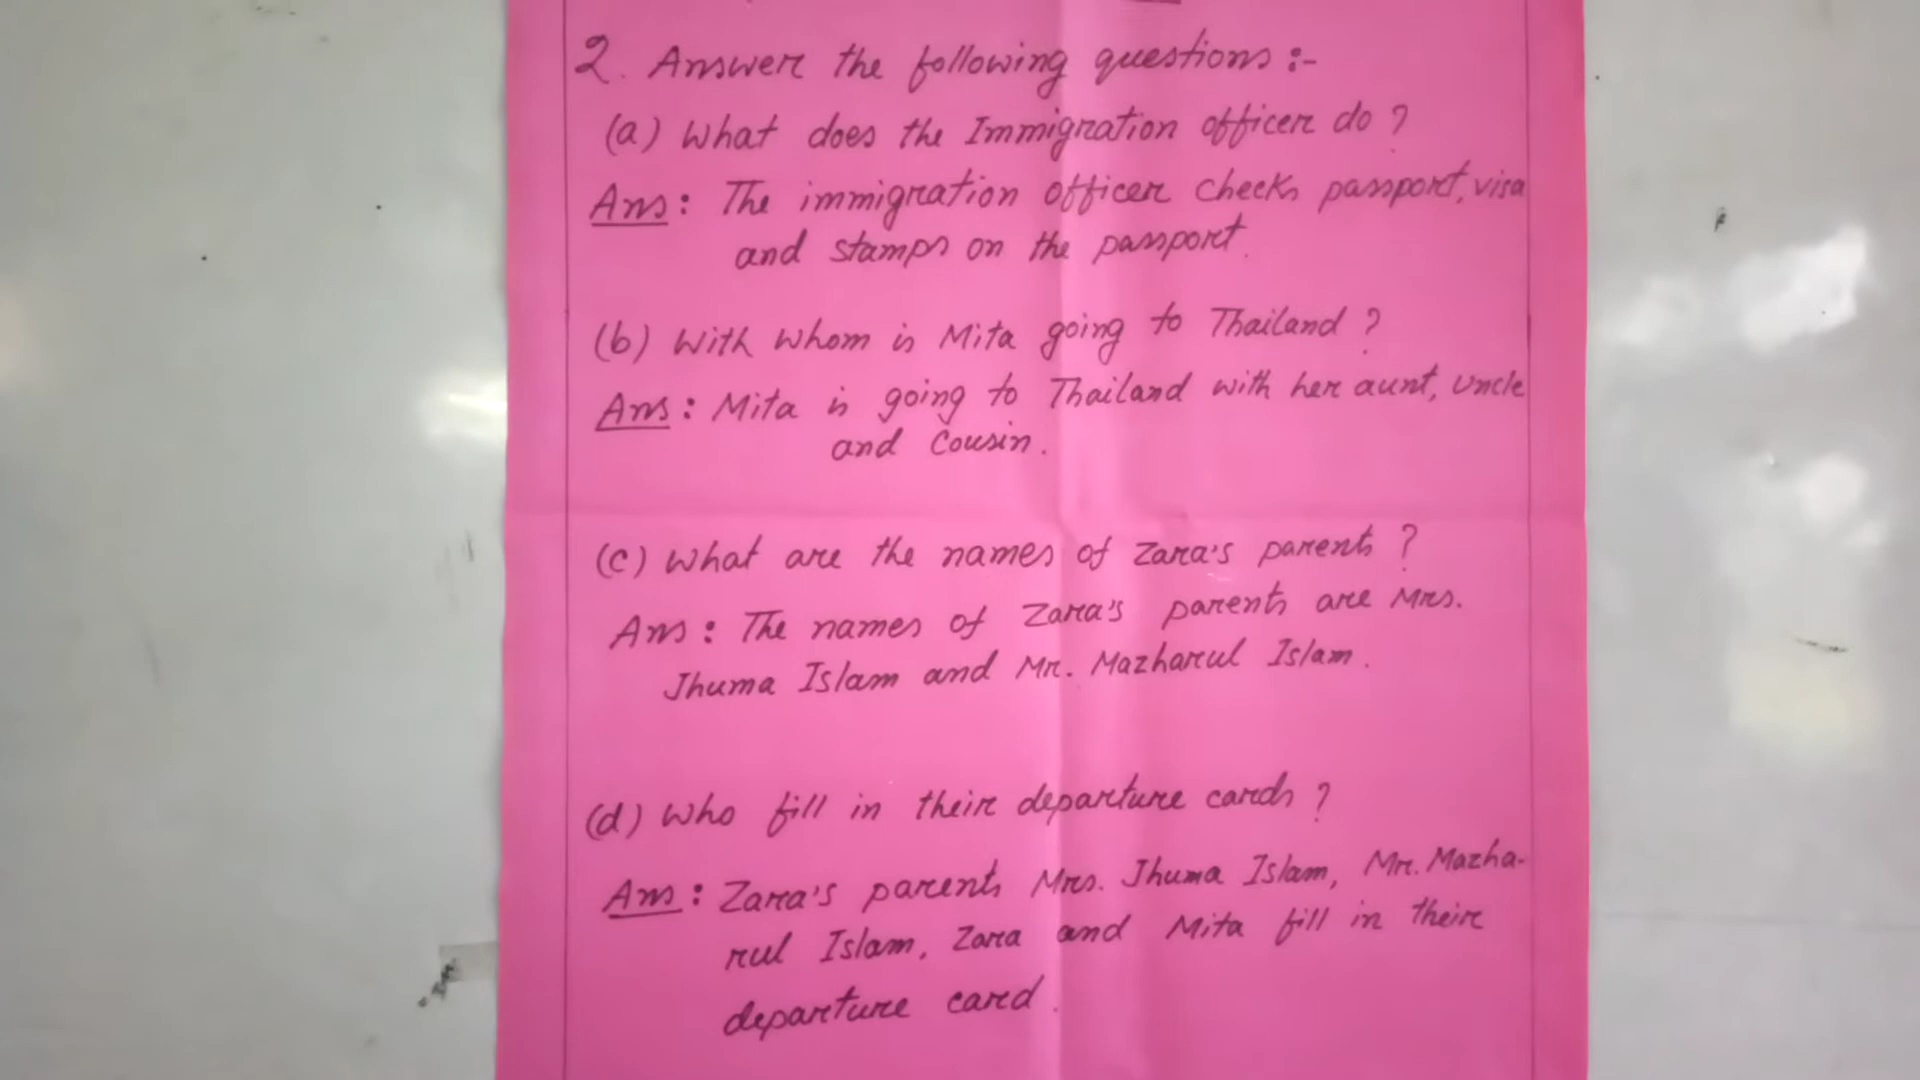 2. Answer the following questions :-
(a) What does the Immigration officer do ?
Ans : The immigration officer checks passport, visa
and stamps on the passport.
(b) With whom is Mita going to Thailand ?
Ans : Mita is going to Thailand with her aunt, uncle
and Cousin.
(c) What are the names of Zara's parents ?
Ans : The names of Zara's parents are Mrs.
Jhuma Islam and Mr. Mazharul Islam.
(d) Who fill in their departure cards ?
Ans : Zara's parents Mrs. Jhuma Islam, Mr. Mazha-
rul Islam, Zara and Mita fill in their
departure card.